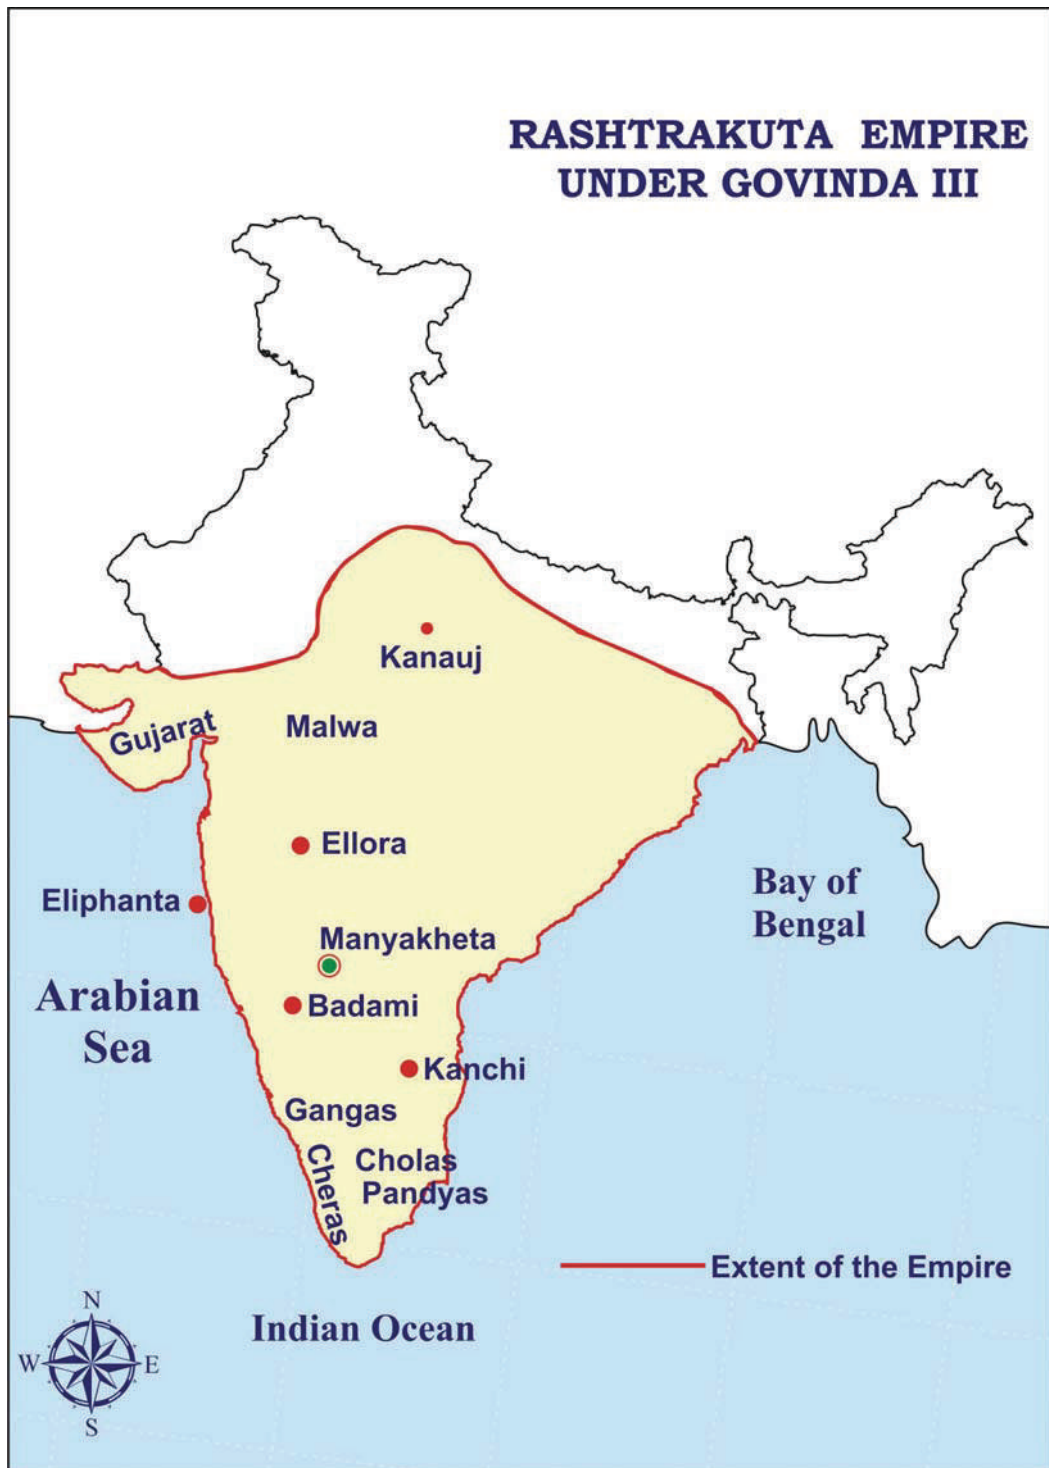 RASHTRAKUTA EMPIRE
UNDER GOVINDA III
Kanauj
Gujarat
Malwa
Ellora
Eliphanta
Bay of
Bengal
Manyakheta
Arabian
Sea
Badami
Kanchi
Gangas
Cheras
Cholas
Pandyas
Extent of the Empire
Indian Ocean
N
W
E
S